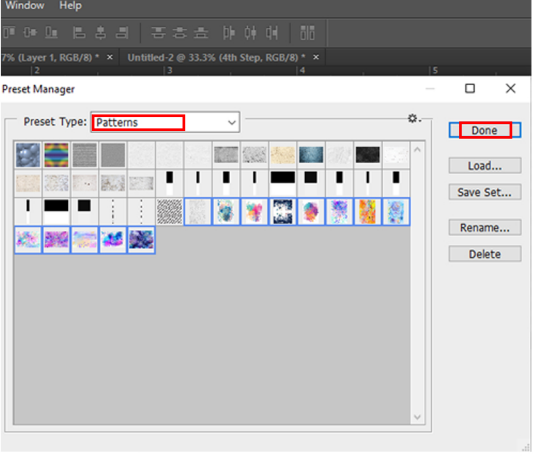 Window Help
7% (Layer 1, RGB/8) * × Untitled-2 @ 33.3% (4th Step, RGB/8) * ×
2 3 4 5
Preset Manager
Preset Type: Patterns
Done
Load...
Save Set...
Rename...
Delete